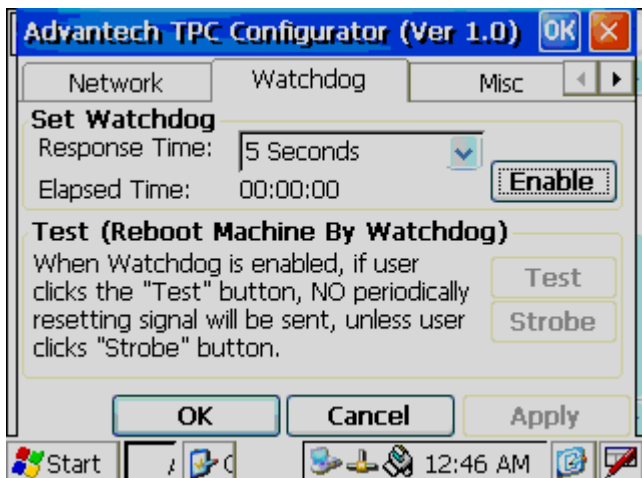 Advantech TPC Configurator (Ver 1.0) OK
Network Watchdog Misc
Set Watchdog
Response Time: 5 Seconds
Elapsed Time: 00:00:00
Enable
Test (Reboot Machine By Watchdog)
When Watchdog is enabled, if user
clicks the "Test" button, NO periodically
resetting signal will be sent, unless user
clicks "Strobe" button.
Test
Strobe
OK Cancel Apply
Start 12:46 AM